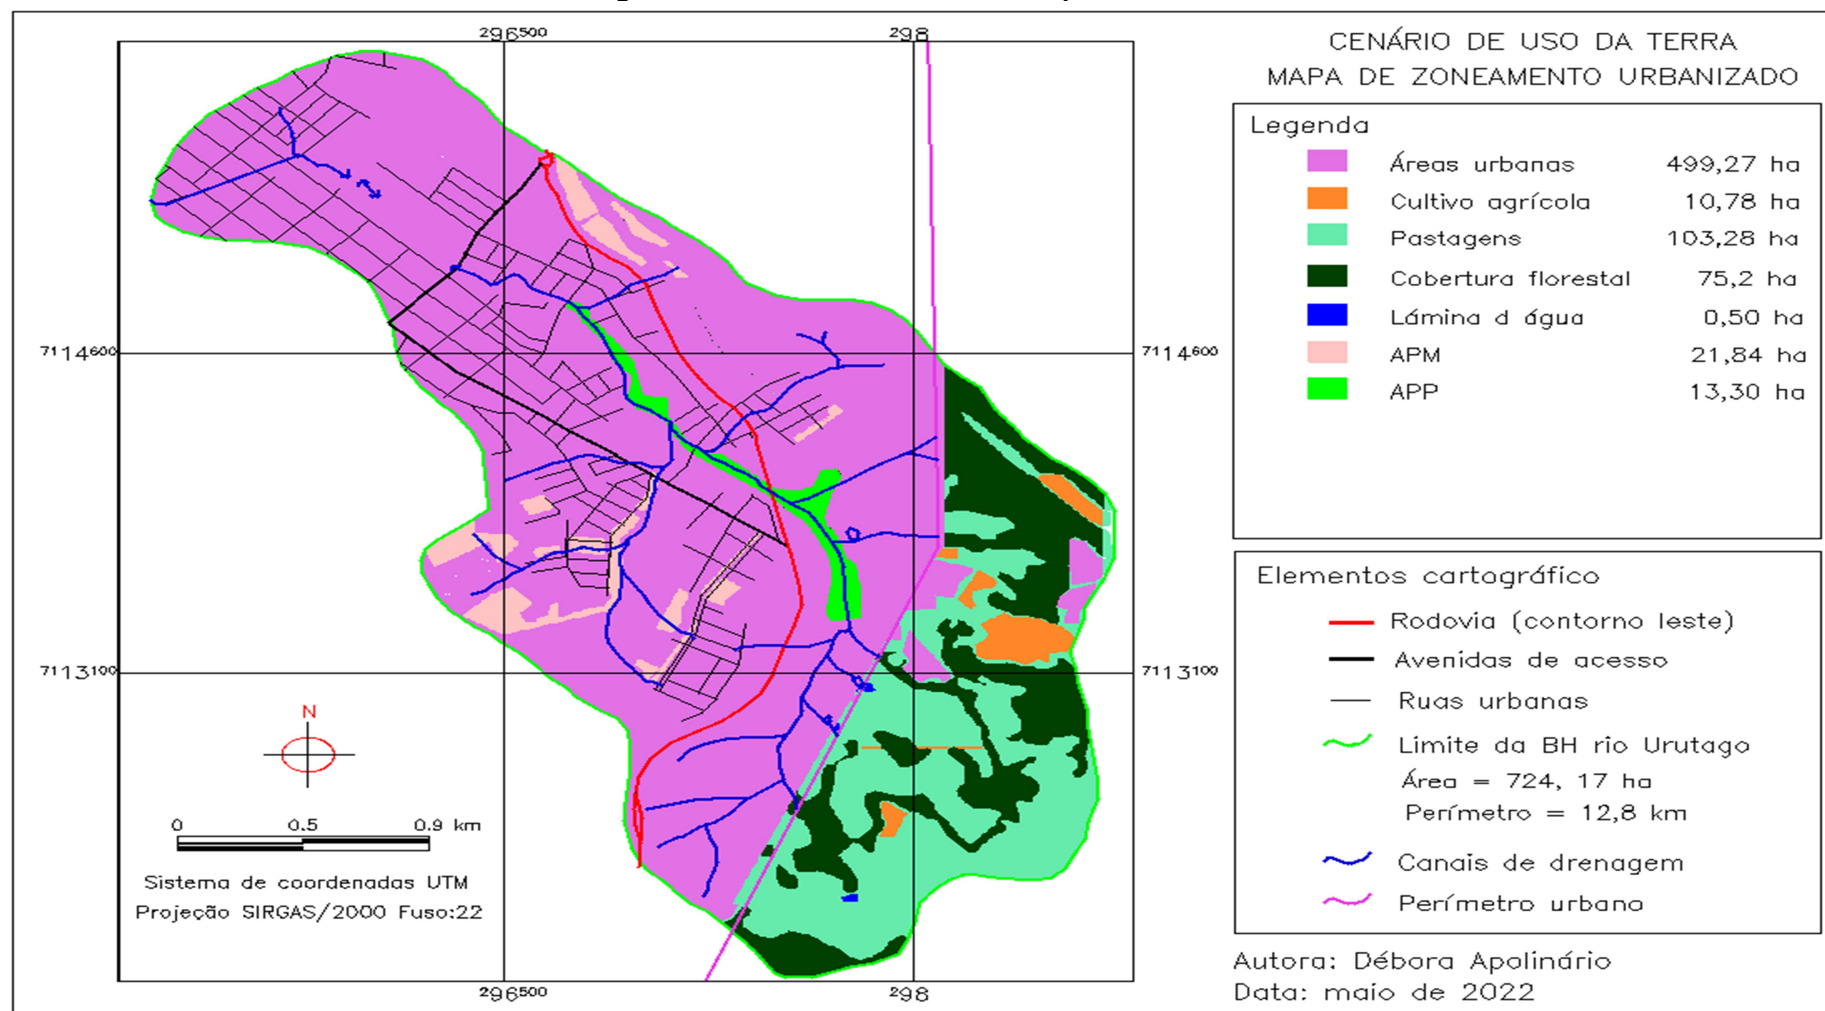 296500
298
CENÁRIO DE USO DA TERRA
MAPA DE ZONEAMENTO URBANIZADO
Legenda
Áreas urbanas 499,27 ha
Cultivo agrícola 10,78 ha
Pastagens 103,28 ha
Cobertura florestal 75,2 ha
Lámina d água 0,50 ha
APM 21,84 ha
APP 13,30 ha
7114600
7114600
Elementos cartográfico
Rodovia (contorno leste)
Avenidas de acesso
Ruas urbanas
Limite da BH rio Urutago
Área = 724, 17 ha
Perímetro = 12,8 km
Canais de drenagem
Perímetro urbano
7113100
7113100
N
0 0.5 0.9 km
Sistema de coordenadas UTM
Projeção SIRGAS/2000 Fuso:22
296500
298
Autora: Débora Apolinário
Data: maio de 2022